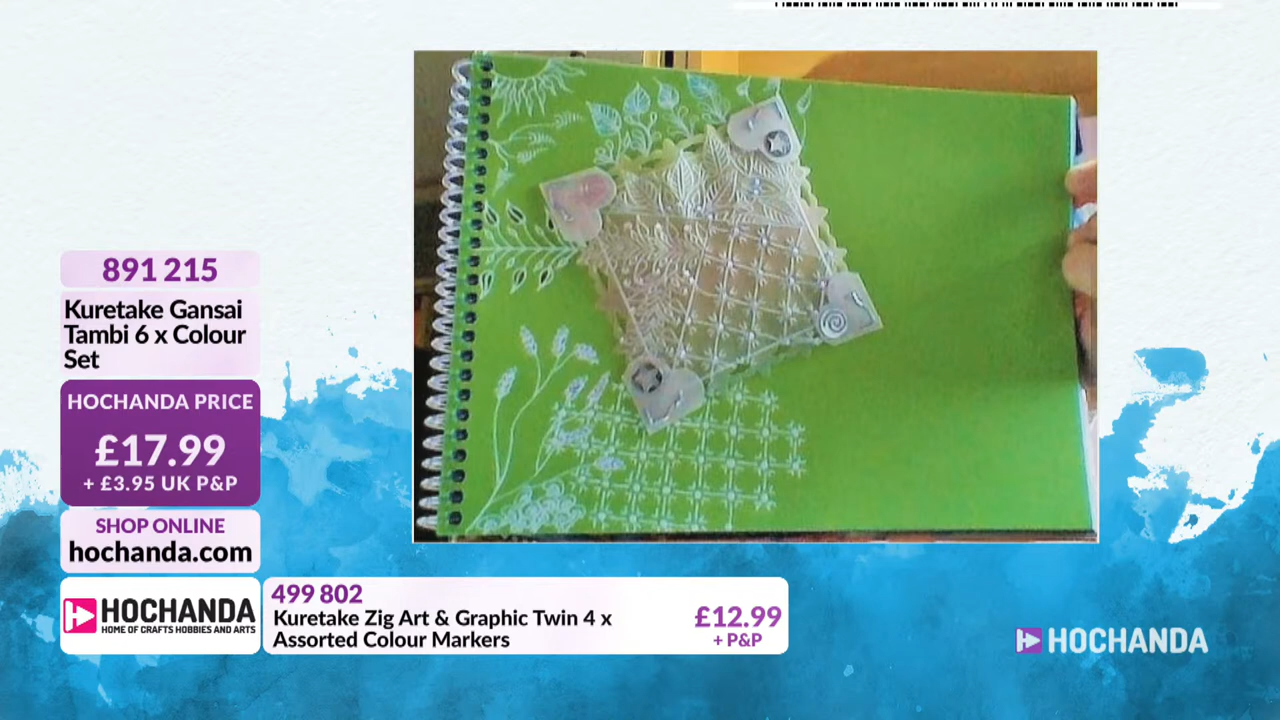 891 215
Kuretake Gansai
Tambi 6 x Colour
Set
HOCHANDA PRICE
£17.99
+ £3.95 UK P&P
SHOP ONLINE
hochanda.com
HOCHANDA
HOME OF CRAFTS HOBBIES AND ARTS
499 802
Kuretake Zig Art & Graphic Twin 4 x
Assorted Colour Markers
£12.99
+ P&P
HOCHANDA